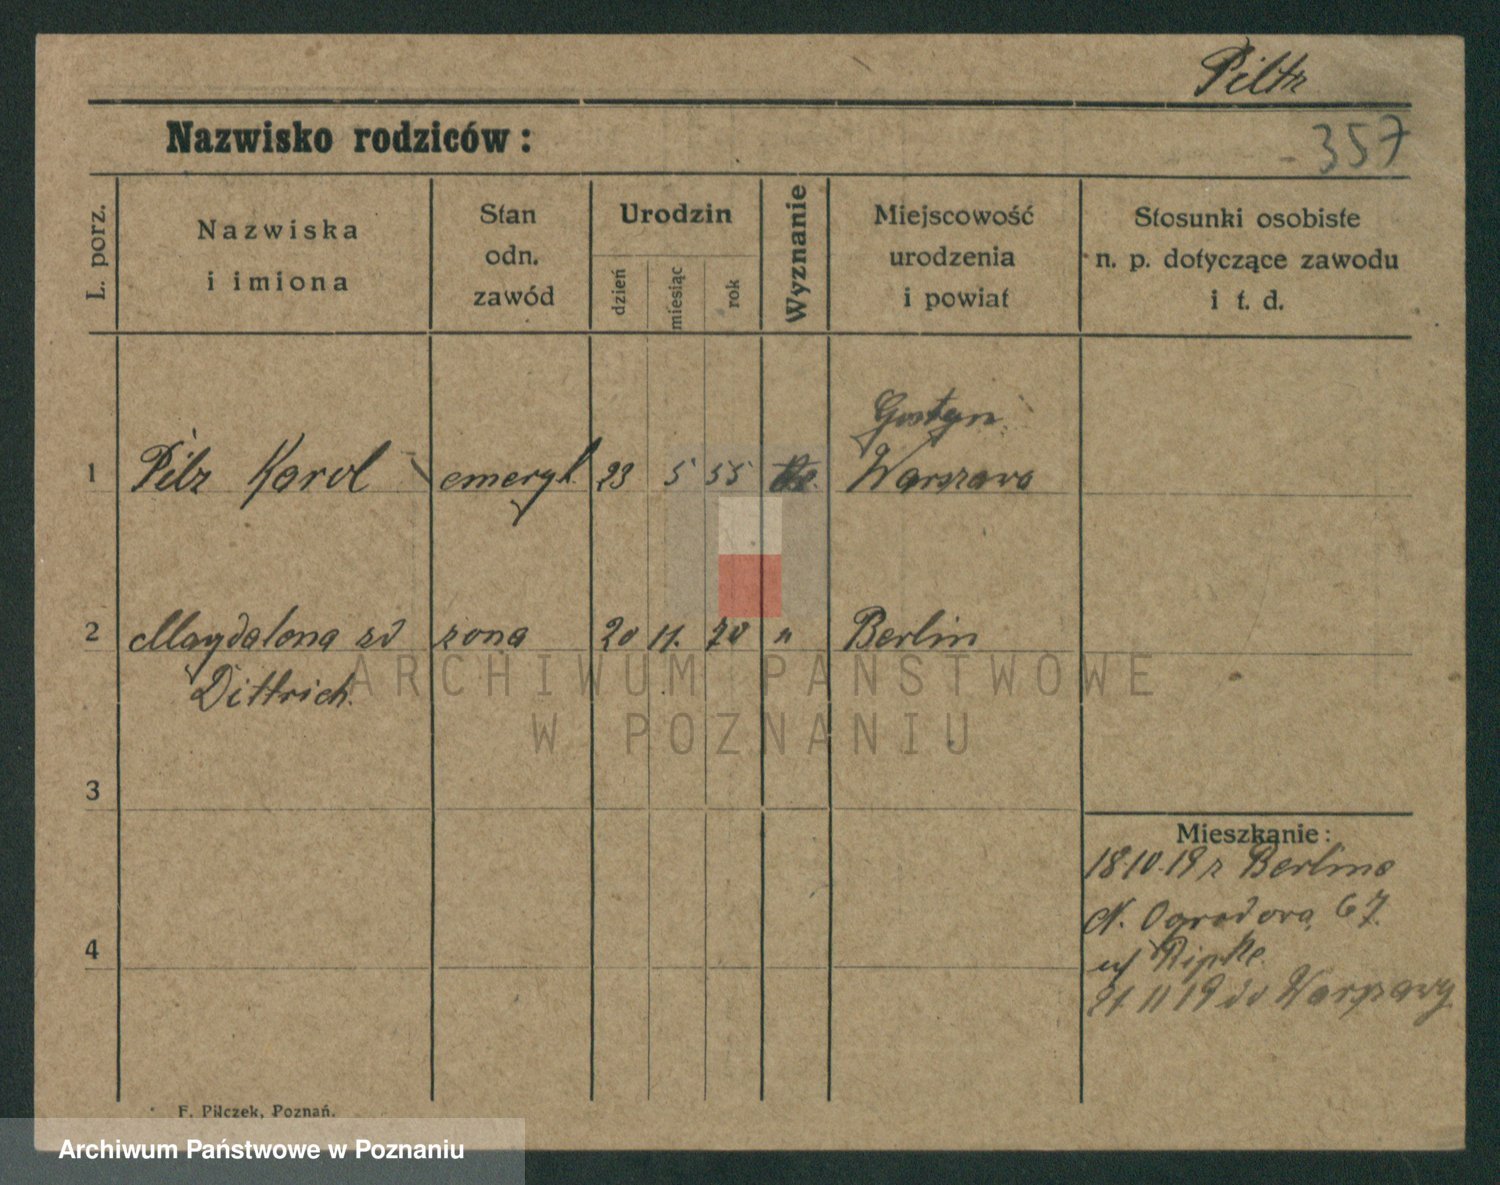 Piltz
Nazwisko rodziców :
357
L. porz.
Nazwiska
i imiona
Stan
odn.
zawód
Urodzin
dzień
miesiąc
rok
Wyznanie
Miejscowość
urodzenia
i powiat
Stosunki osobiste
n. p. dotyczące zawodu
i t. d.
Gostyn
1 Pilz Karol emeryt. 23 5 55 Warszawa
2 Magdalena zd żona 20 11. 70 " Berlin
Dittrich.
ARCHIWUM PAŃSTWOWE
W POZNANIU
3
Mieszkanie :
18.10.19 z Berlina
N. Ogrodowa 67.
4
u/ Ripke.
21.11 19 do Warszawy
F. Pilczek, Poznań.
Archiwum Państwowe w Poznaniu